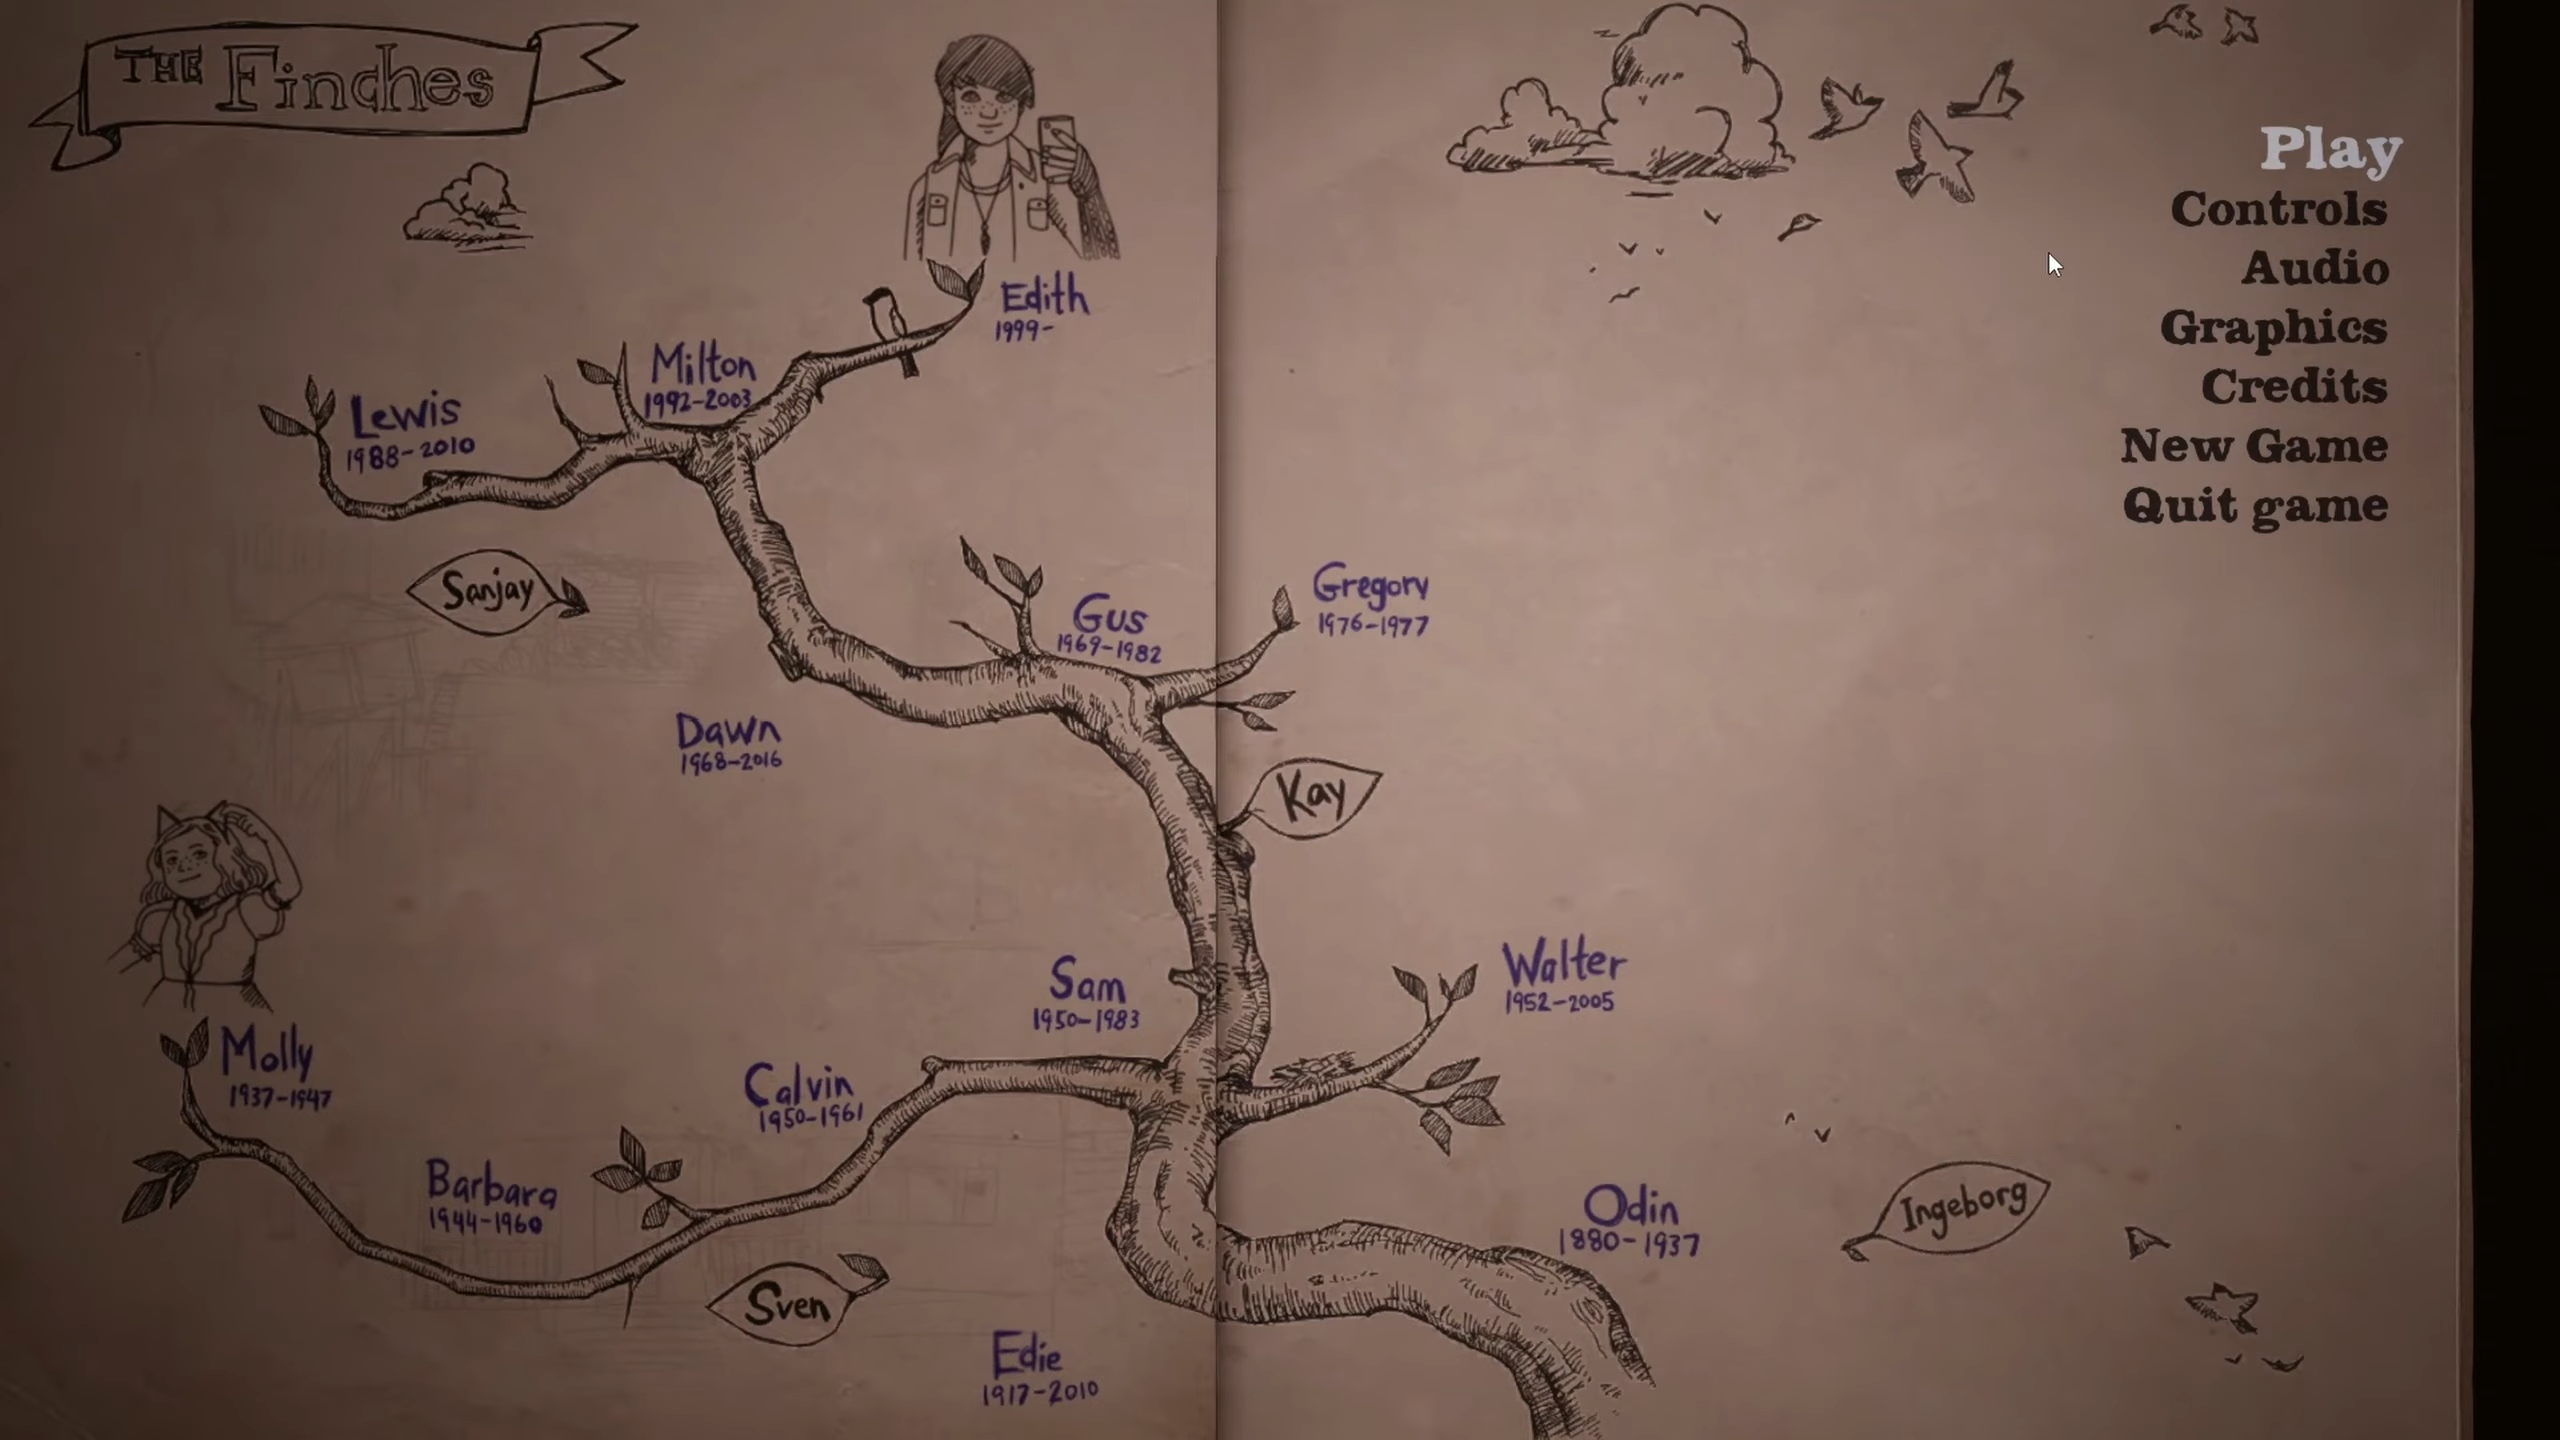 THE Finches
Play
Controls
Audio
Graphics
Credits
New Game
Quit game
Edith
1999-
Milton
1992-2003
Lewis
1988-2010
Sanjay
Gus
1969-1982
Gregory
1976-1977
Dawn
1968-2016
Kay
Sam
1950-1983
Walter
1952-2005
Molly
1937-1947
Calvin
1950-1961
Barbara
1944-1960
Sven
Odin
1880-1937
Ingeborg
Edie
1917-2010